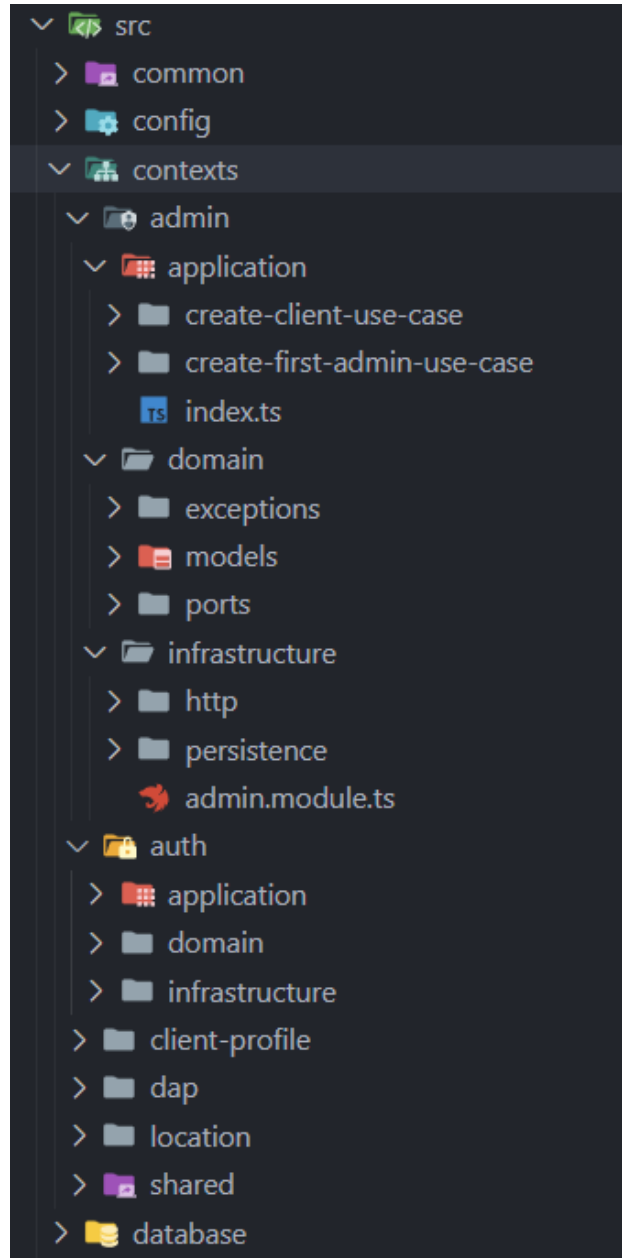 src
common
config
contexts
admin
application
create-client-use-case
create-first-admin-use-case
TS index.ts
domain
exceptions
models
ports
infrastructure
http
persistence
admin.module.ts
auth
application
domain
infrastructure
client-profile
dap
location
shared
database